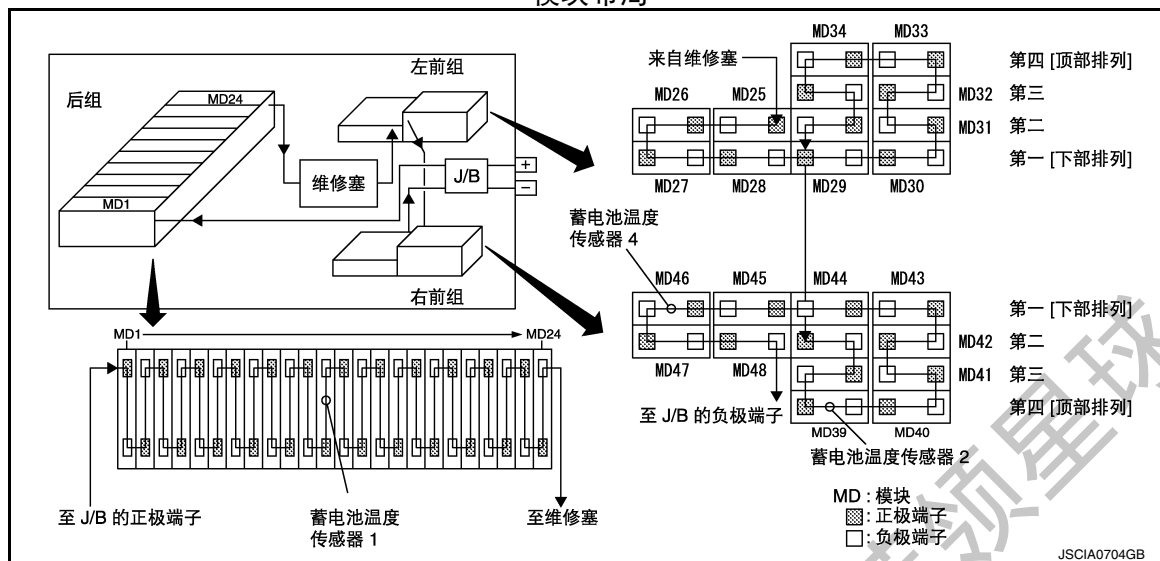 模块布局
后组
MD24
MD1
左前组
维修塞
J/B
+
−
右前组
MD34
MD33
来自维修塞
第四 [顶部排列]
MD26
MD25
MD32
第三
MD31
第二
第一 [下部排列]
MD27
MD28
MD29
MD30
蓄电池温度
传感器 4
MD46
MD45
MD44
MD43
第一 [下部排列]
MD42
第二
MD47
MD48
MD41
第三
至 J/B 的负极端子
第四 [顶部排列]
MD39
MD40
蓄电池温度传感器 2
MD1
MD24
至 J/B 的正极端子
蓄电池温度
传感器 1
至维修塞
MD : 模块
: 正极端子
: 负极端子
JSCIA0704GB
领星球